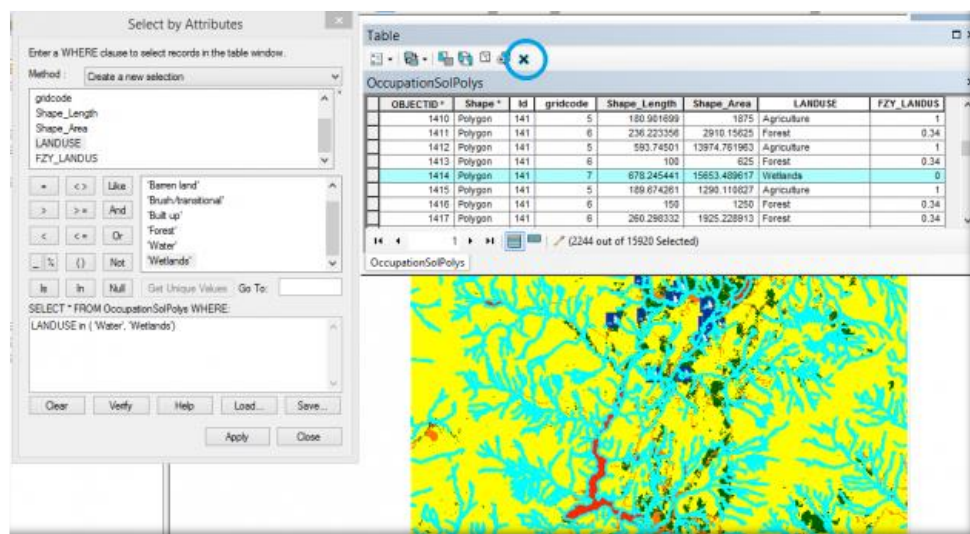 Select by Attributes
Enter a WHERE clause to select records in the table window.
Method : Create a new selection
gridcode
Shape_Length
Shape_Area
LANDUSE
FZY_LANDUS
= <> Like
> >= And
< <= Or
_ % () Not
'Barren land'
'Brush/transitional'
'Built up'
'Forest'
'Water'
'Wetlands'
Is In Null Get Unique Values Go To:
SELECT * FROM OccupationSolPolys WHERE:
LANDUSE in ( 'Water', 'Wetlands')
Clear Verify Help Load... Save...
Apply Close
Table
OccupationSolPolys
OBJECTID * Shape * Id gridcode Shape_Length Shape_Area LANDUSE FZY_LANDUS
1410 Polygon 141 5 180.901699 1875 Agriculture 1
1411 Polygon 141 6 236.223356 2910.15625 Forest 0.34
1412 Polygon 141 5 593.74501 13974.761963 Agriculture 1
1413 Polygon 141 6 100 625 Forest 0.34
1414 Polygon 141 7 678.245441 15653.489617 Wetlands 0
1415 Polygon 141 5 189.674261 1290.110827 Agriculture 1
1416 Polygon 141 6 150 1250 Forest 0.34
1417 Polygon 141 6 260.298332 1925.228913 Forest 0.34
1 (2244 out of 15920 Selected)
OccupationSolPolys